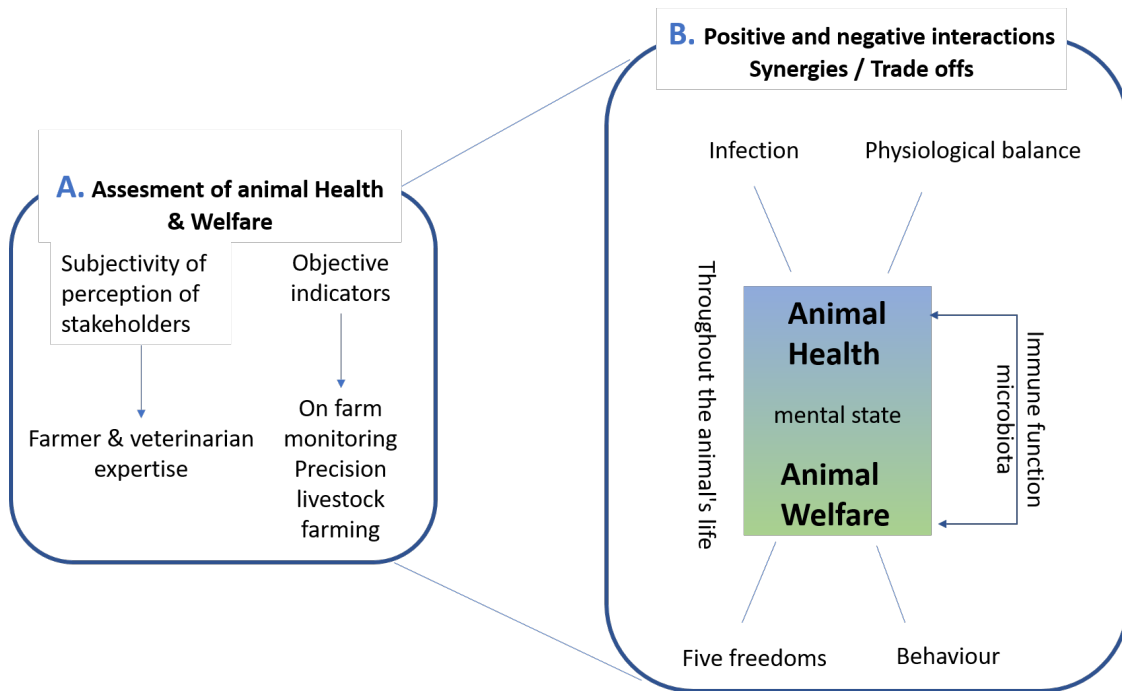 A. Assesment of animal Health
& Welfare
Subjectivity of
perception of
stakeholders
Farmer & veterinarian
expertise
Objective
indicators
On farm
monitoring
Precision
livestock
farming
B. Positive and negative interactions
Synergies / Trade offs
Infection
Physiological balance
Throughout the animal's life
Animal
Health
mental state
Animal
Welfare
Immune function
microbiota
Five freedoms
Behaviour